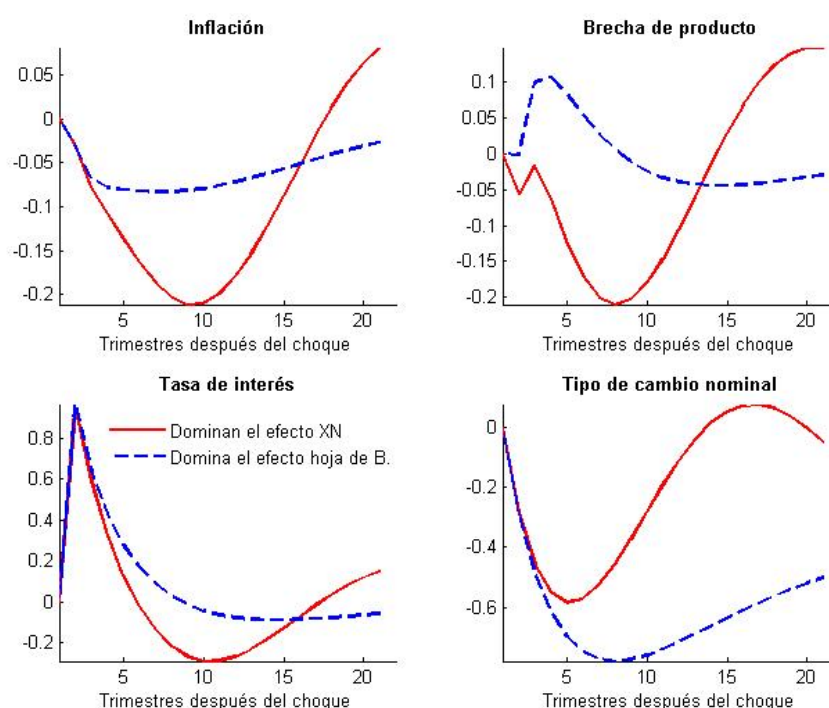 Inflación
0.05
0
-0.05
-0.1
-0.15
-0.2
5 10 15 20
Trimestres después del choque
Brecha de producto
0.1
0.05
0
-0.05
-0.1
-0.15
-0.2
5 10 15 20
Trimestres después del choque
Tasa de interés
0.8
0.6
0.4
0.2
0
-0.2
Dominan el efecto XN
Domina el efecto hoja de B.
5 10 15 20
Trimestres después del choque
Tipo de cambio nominal
0
-0.2
-0.4
-0.6
5 10 15 20
Trimestres después del choque